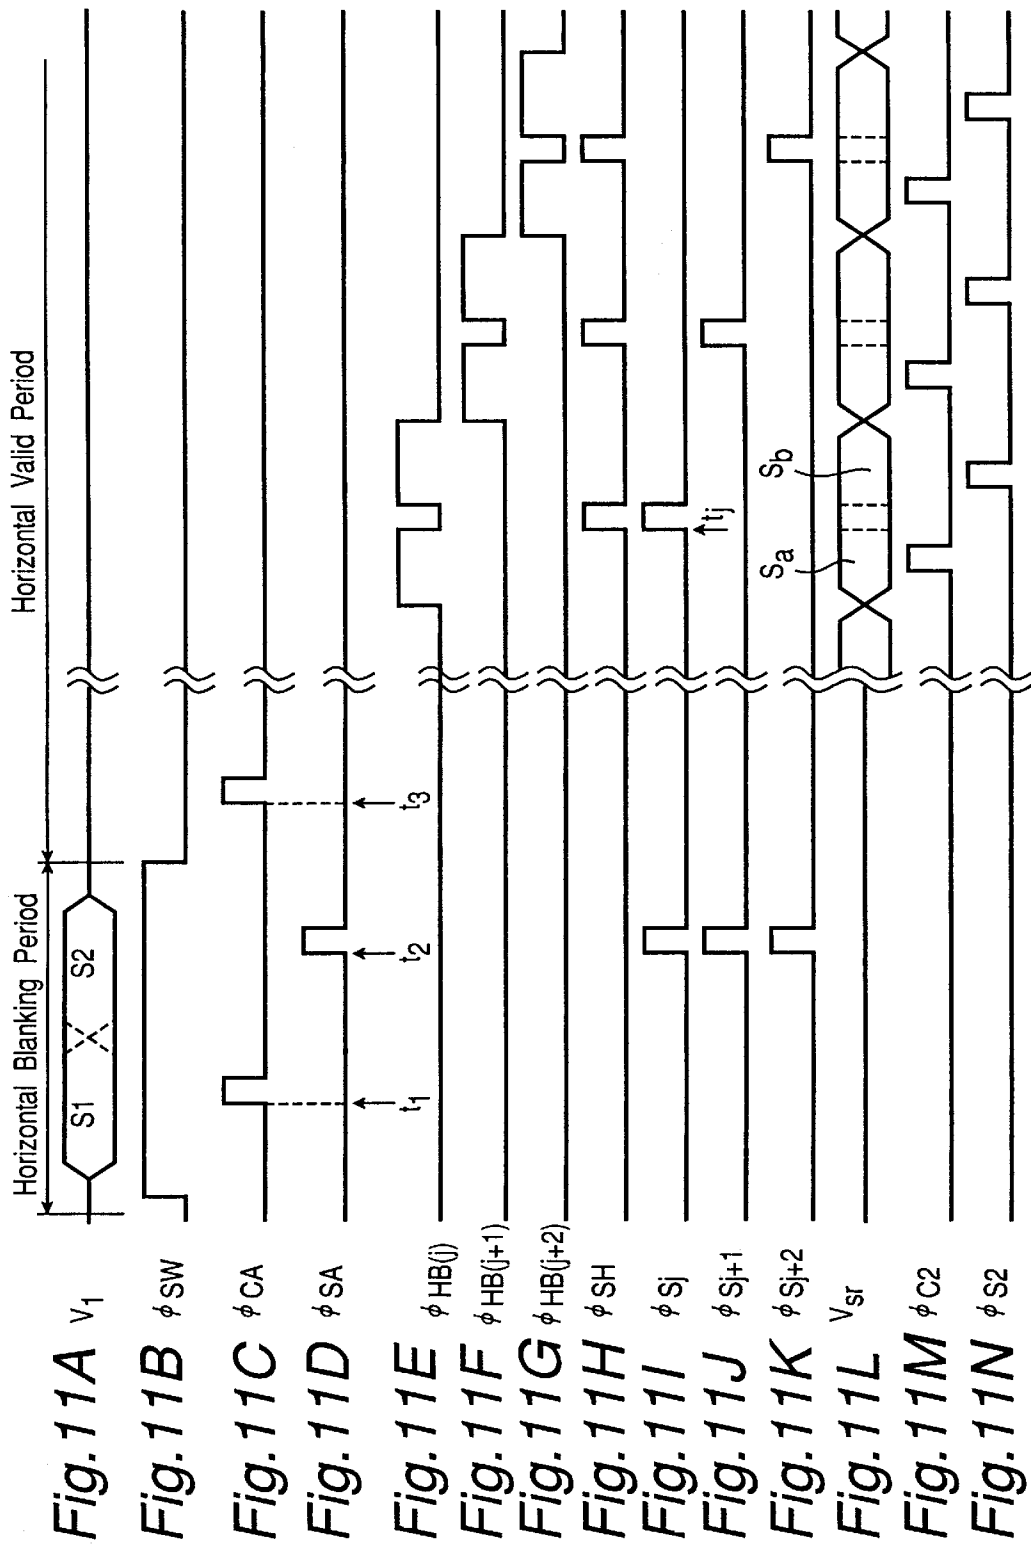 Horizontal Blanking Period
Horizontal Valid Period
Fig.11A V1
S1 S2
Fig.11B φSW
Fig.11C φCA
Fig.11D φSA
t1 t2 t3
Fig.11E φHB(j)
Fig.11F φHB(j+1)
Fig.11G φHB(j+2)
Fig.11H φSH
Fig.11I φSj
tj
Fig.11J φSj+1
Fig.11K φSj+2
Sa Sb
Fig.11L Vsr
Fig.11M φC2
Fig.11N φS2